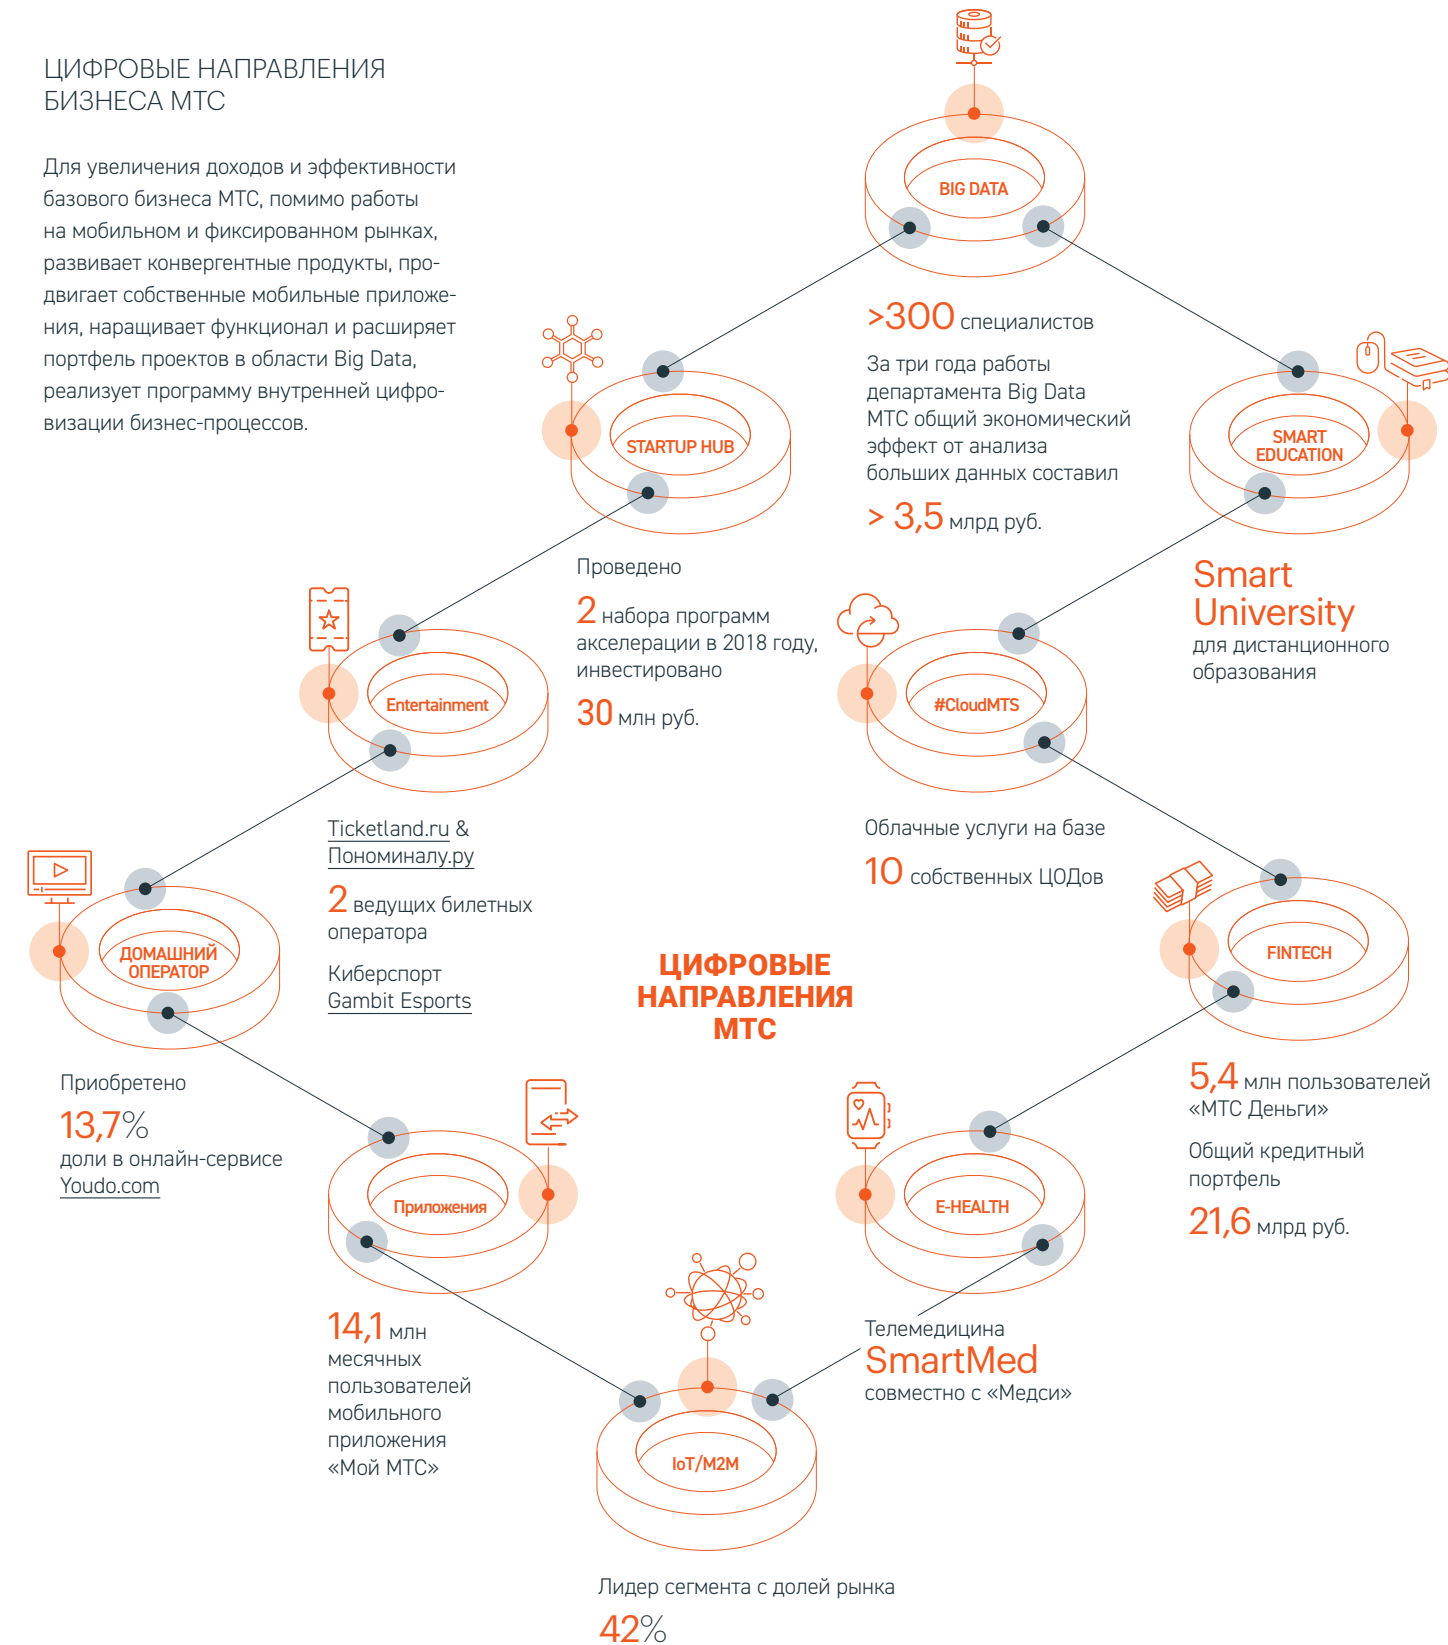 ЦИФРОВЫЕ НАПРАВЛЕНИЯ
БИЗНЕСА МТС
Для увеличения доходов и эффективности
базового бизнеса МТС, помимо работы
на мобильном и фиксированном рынках,
развивает конвергентные продукты, про-
двигает собственные мобильные приложе-
ния, наращивает функционал и расширяет
портфель проектов в области Big Data,
реализует программу внутренней цифро-
визации бизнес-процессов.
BIG DATA
>300 специалистов
За три года работы
департамента Big Data
МТС общий экономический
эффект от анализа
больших данных составил
> 3,5 млрд руб.
STARTUP HUB
Проведено
2 набора программ
акселерации в 2018 году,
инвестировано
30 млн руб.
SMART
EDUCATION
Smart
University
для дистанционного
образования
Entertainment
Ticketland.ru &
Пономиналу.ру
2 ведущих билетных
оператора
Киберспорт
Gambit Esports
#CloudMTS
Облачные услуги на базе
10 собственных ЦОДов
ДОМАШНИЙ
ОПЕРАТОР
Приобретено
13,7%
доли в онлайн-сервисе
Youdo.com
ЦИФРОВЫЕ
НАПРАВЛЕНИЯ
МТС
FINTECH
5,4 млн пользователей
«МТС Деньги»
Общий кредитный
портфель
21,6 млрд руб.
Приложения
14,1 млн
месячных
пользователей
мобильного
приложения
«Мой МТС»
E-HEALTH
Телемедицина
SmartMed
совместно с «Медси»
IoT/M2M
Лидер сегмента с долей рынка
42%